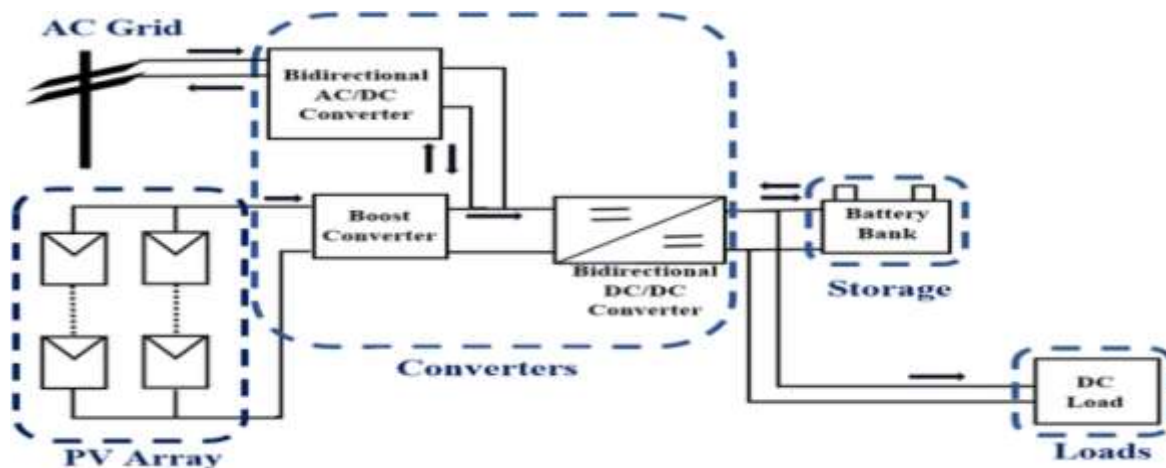 AC Grid
Bidirectional
AC/DC
Converter
Boost
Converter
Bidirectional
DC/DC
Converter
Battery
Bank
Storage
Converters
DC
Load
Loads
PV Array